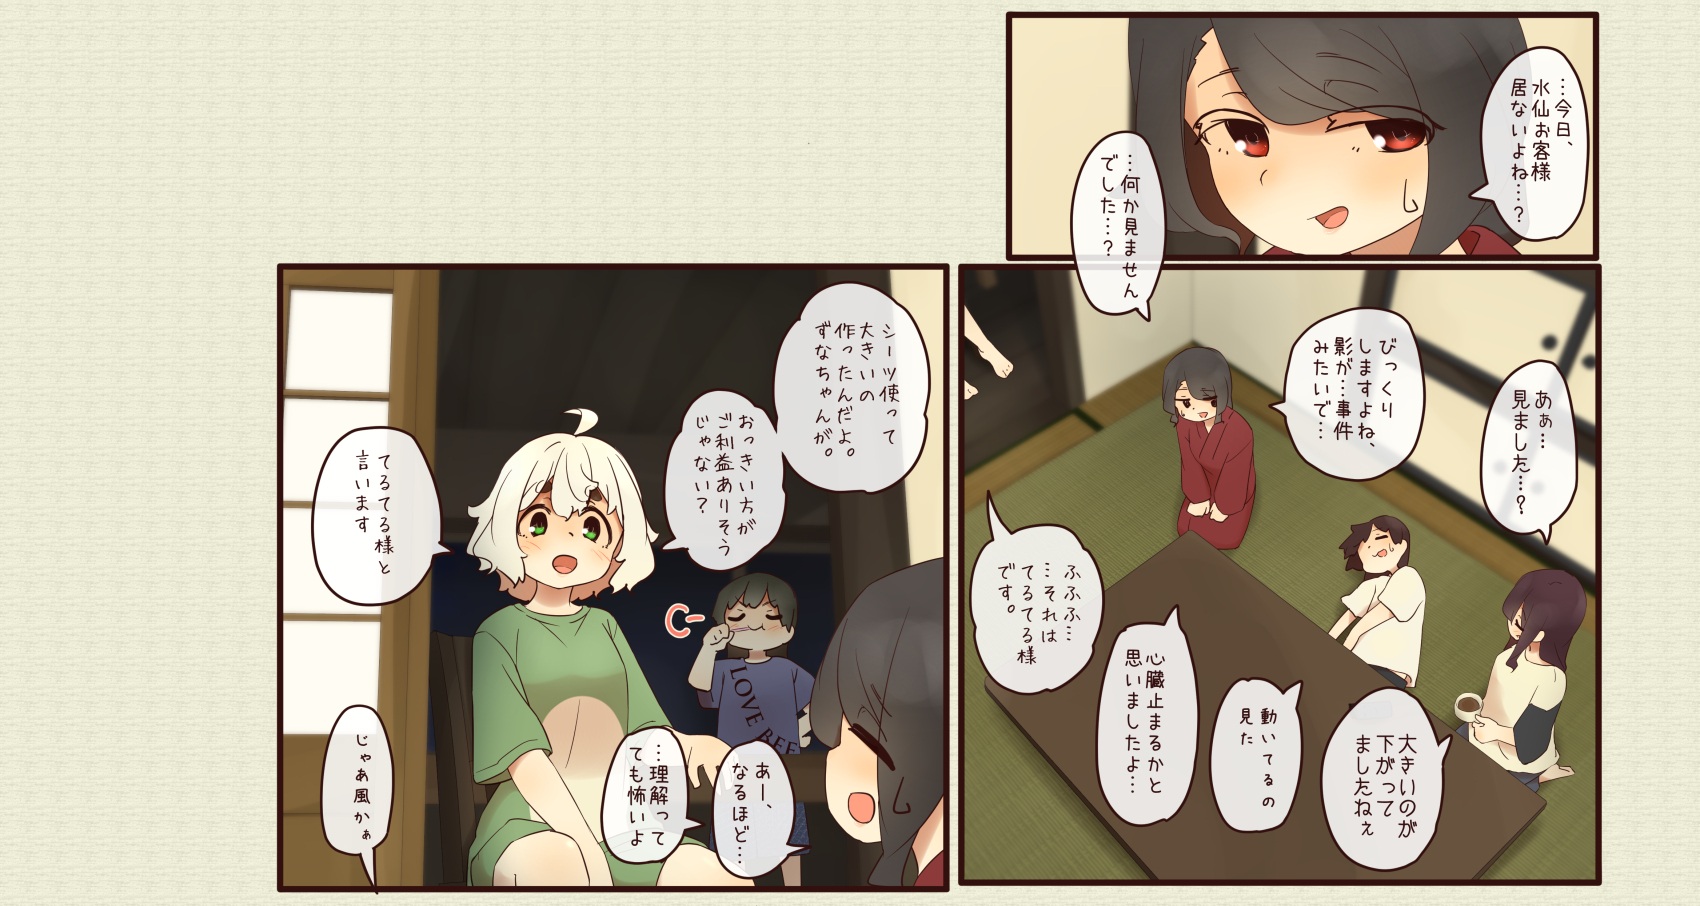 …今日、
水仙お客様
居ないよね…?
…何か見ません
でした…?
あぁ…
見ました…?
びっくり
しますよね、
影が…事件
みたいで…
大きいのが
下がって
ましたねぇ
動いてるの
見た
心臓止まるかと
思いましたよ…
ふふふ…
…それは
てるてる様
です。
シーツ使って
大きいの
作ったんだよ。
ずなちゃんが。
おっきい方が
ご利益ありそう
じゃない?
てるてる様と
言います
あー、
なるほど…
…理解って
ても怖いよ
じゃあ風かぁ
LOVE BEE